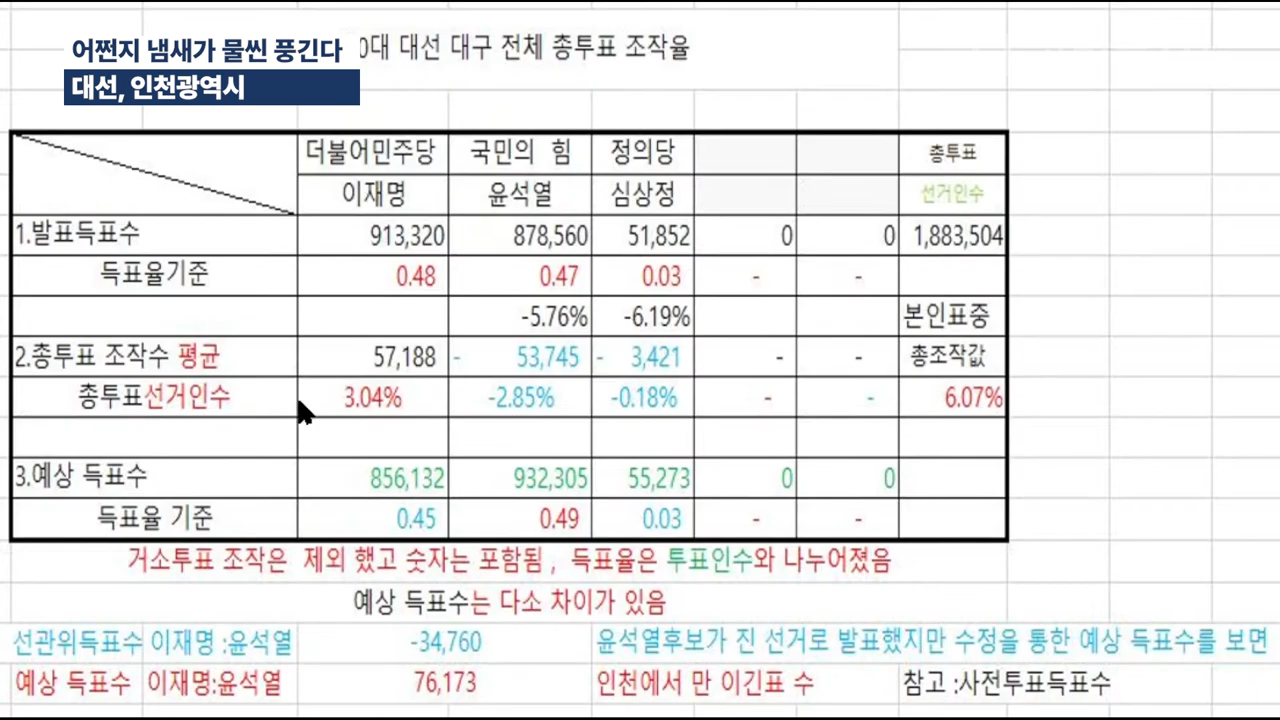 어쩐지 냄새가 물씬 풍긴다
대선, 인천광역시
0대 대선 대구 전체 총투표 조작율
더불어민주당 국민의 힘 정의당 총투표
이재명 윤석열 심상정 선거인수
1.발표득표수 913,320 878,560 51,852 0 0 1,883,504
득표율기준 0.48 0.47 0.03 - -
-5.76% -6.19% 본인표중
2.총투표 조작수 평균 57,188 - 53,745 - 3,421 - - 총조작값
총투표선거인수 3.04% -2.85% -0.18% - - 6.07%
3.예상 득표수 856,132 932,305 55,273 0 0
득표율 기준 0.45 0.49 0.03 - -
거소투표 조작은 제외 했고 숫자는 포함됨 , 득표율은 투표인수와 나누어졌음
예상 득표수는 다소 차이가 있음
선관위득표수 이재명 :윤석열 -34,760 윤석열후보가 진 선거로 발표했지만 수정을 통한 예상 득표수를 보면
예상 득표수 이재명:윤석열 76,173 인천에서 만 이긴표 수 참고 :사전투표득표수